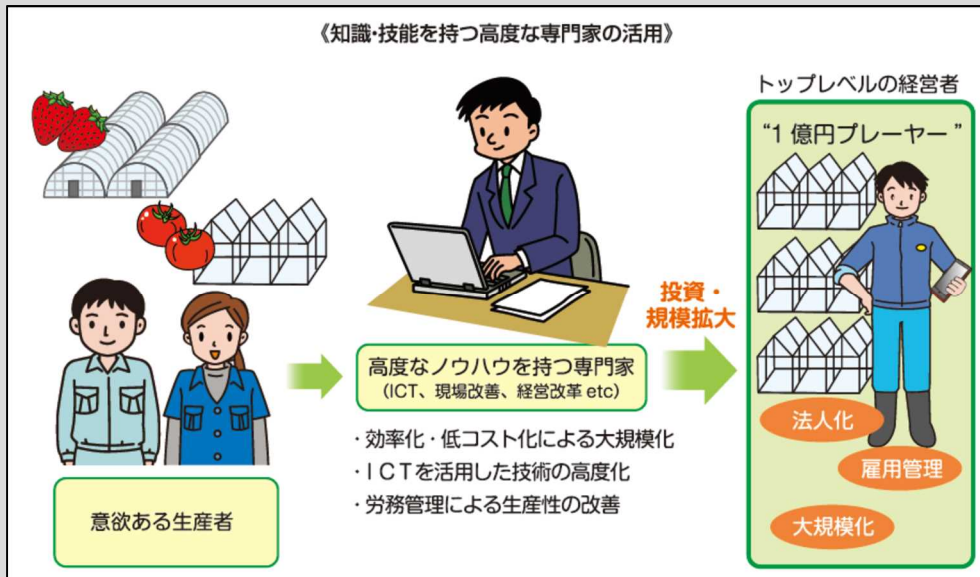 《知識・技能を持つ高度な専門家の活用》
意欲ある生産者
高度なノウハウを持つ専門家
（ICT、現場改善、経営改革 etc）
・効率化・低コスト化による大規模化
・ＩＣＴを活用した技術の高度化
・労務管理による生産性の改善
投資・
規模拡大
トップレベルの経営者
“１億円プレーヤー”
法人化
雇用管理
大規模化